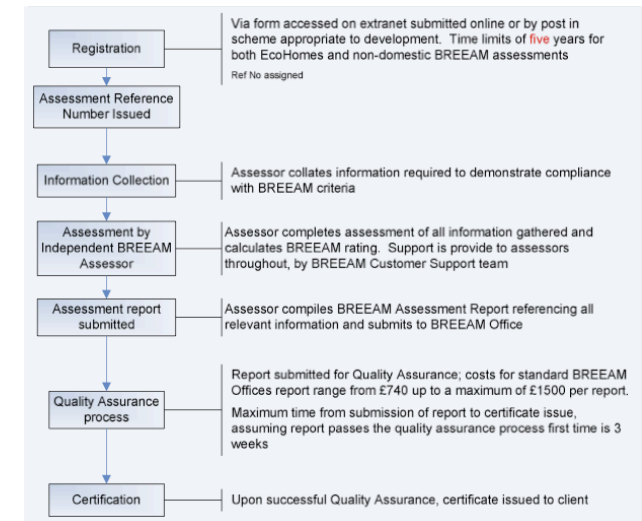 Registration
Via form accessed on extranet submitted online or by post in
scheme appropriate to development. Time limits of five years for
both EcoHomes and non-domestic BREEAM assessments
Ref No assigned
Assessment Reference
Number Issued
Information Collection
Assessor collates information required to demonstrate compliance
with BREEAM criteria
Assessment by
Independent BREEAM
Assessor
Assessor completes assessment of all information gathered and
calculates BREEAM rating. Support is provide to assessors
throughout, by BREEAM Customer Support team
Assessment report
submitted
Assessor compiles BREEAM Assessment Report referencing all
relevant information and submits to BREEAM Office
Quality Assurance
process
Report submitted for Quality Assurance; costs for standard BREEAM
Offices report range from £740 up to a maximum of £1500 per report.
Maximum time from submission of report to certificate issue,
assuming report passes the quality assurance process first time is 3
weeks
Certification
Upon successful Quality Assurance, certificate issued to client